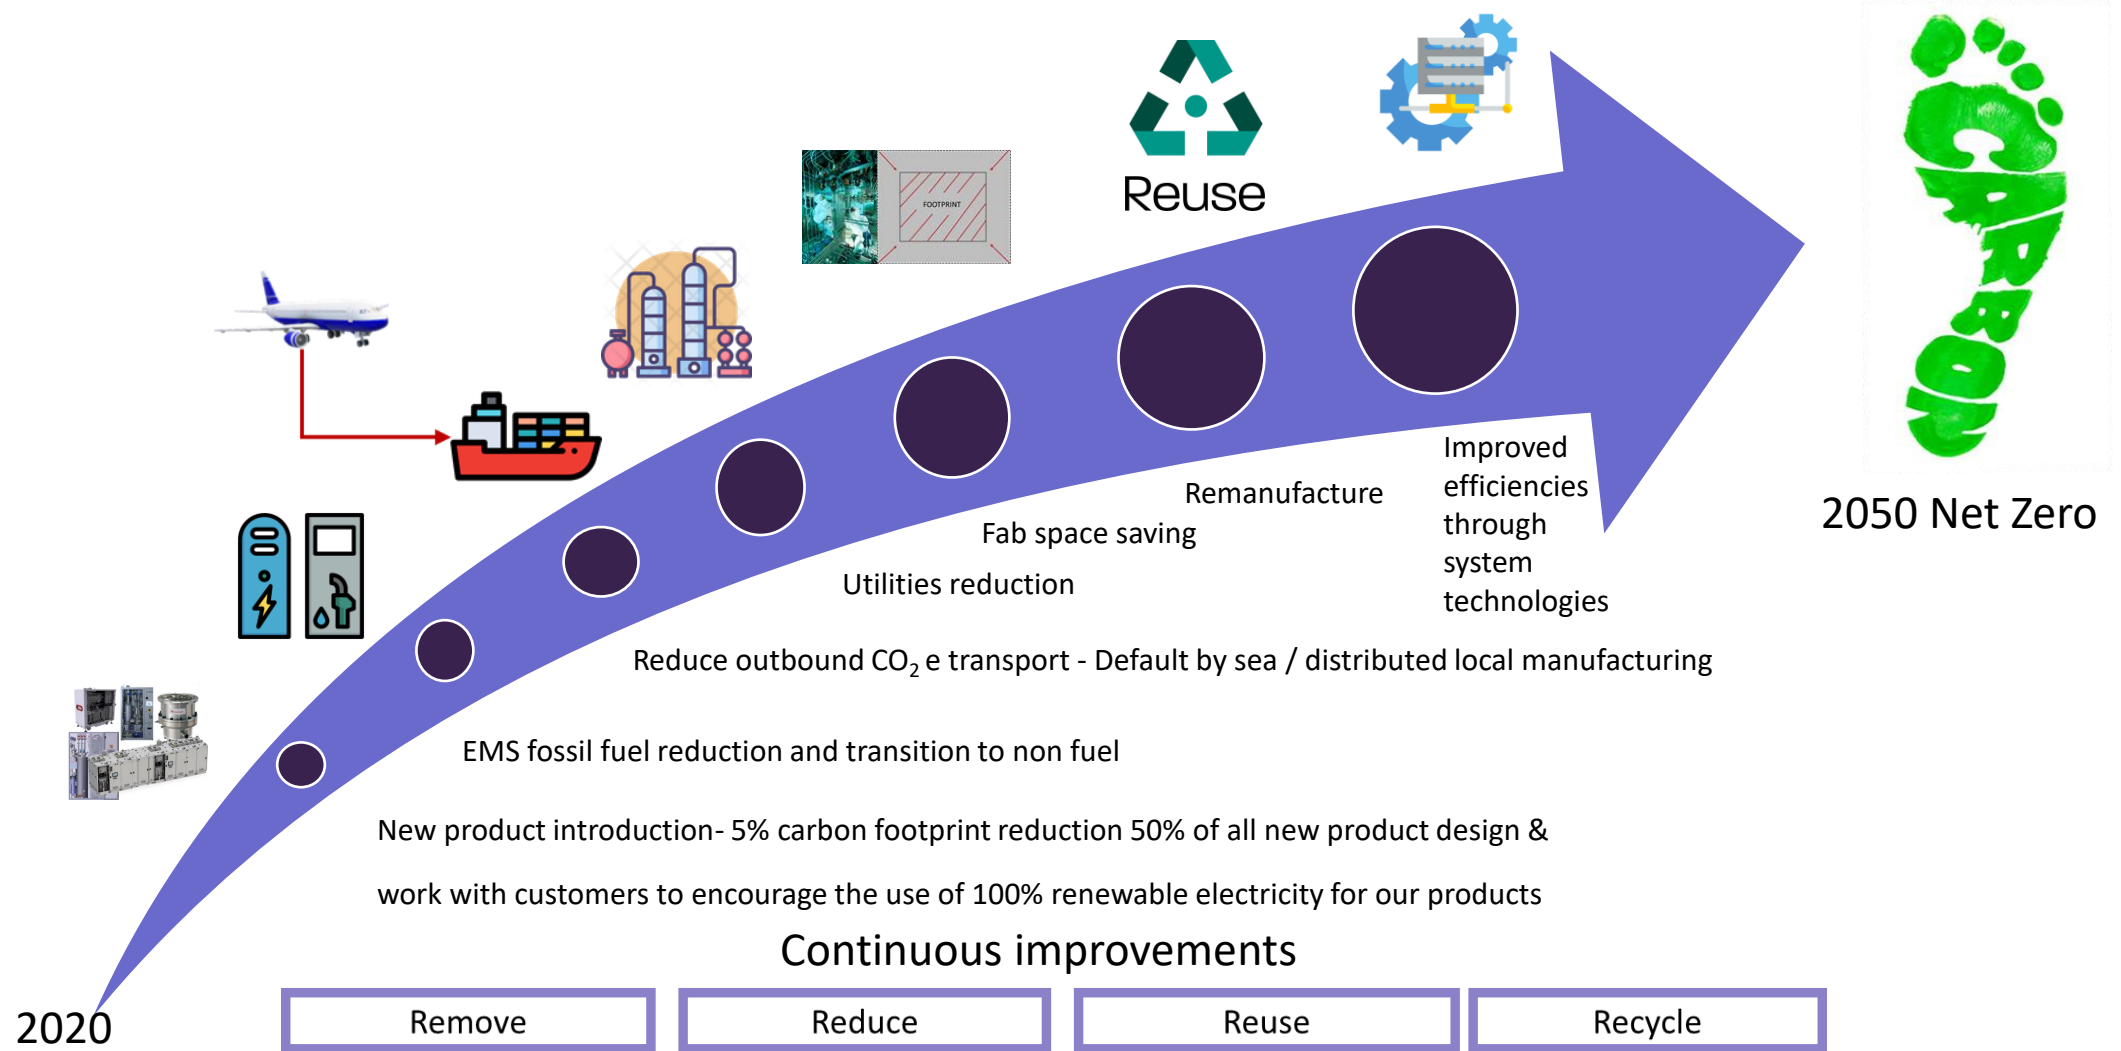 Reuse
FOOTPRINT
CARBON
2050 Net Zero
Improved
efficiencies
through
system
technologies
Remanufacture
Fab space saving
Utilities reduction
Reduce outbound CO₂ e transport - Default by sea / distributed local manufacturing
EMS fossil fuel reduction and transition to non fuel
New product introduction- 5% carbon footprint reduction 50% of all new product design &
work with customers to encourage the use of 100% renewable electricity for our products
Continuous improvements
2020
Remove
Reduce
Reuse
Recycle